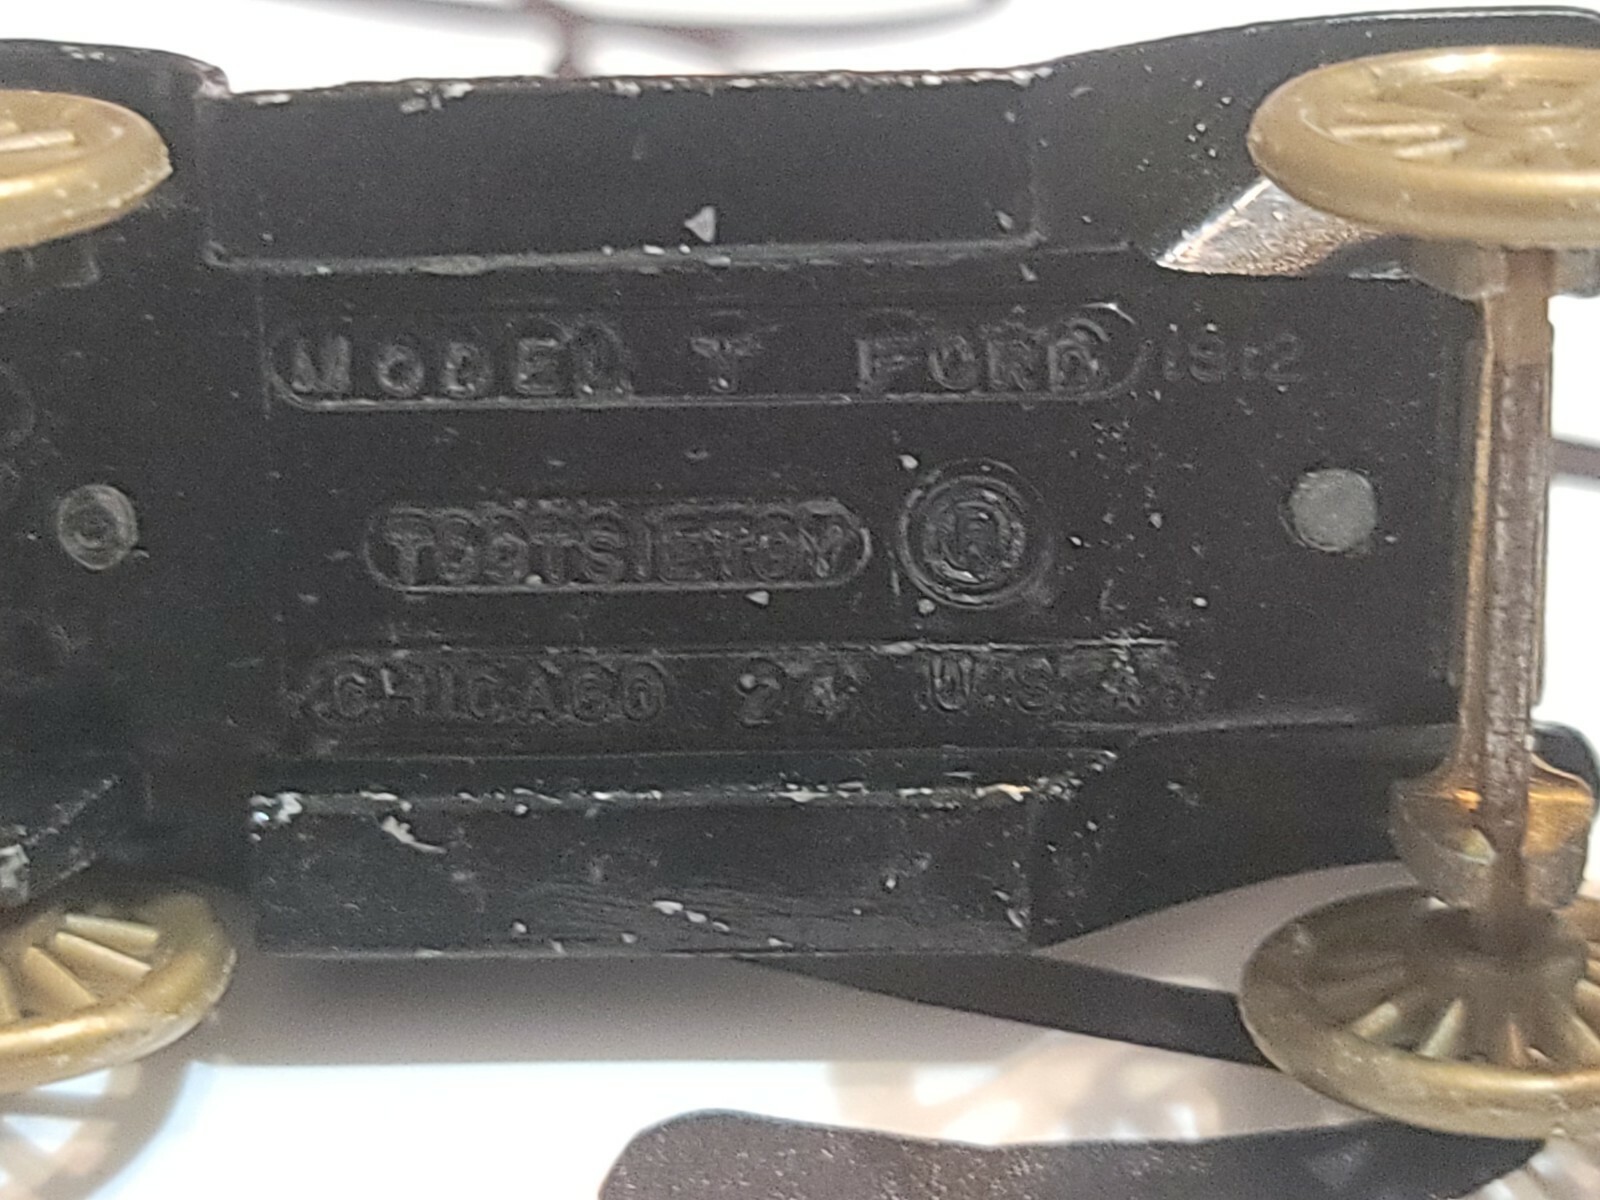 MODEL T FORD 1912
TOOTSIETOY ®
CHICAGO 24 U.S.A.